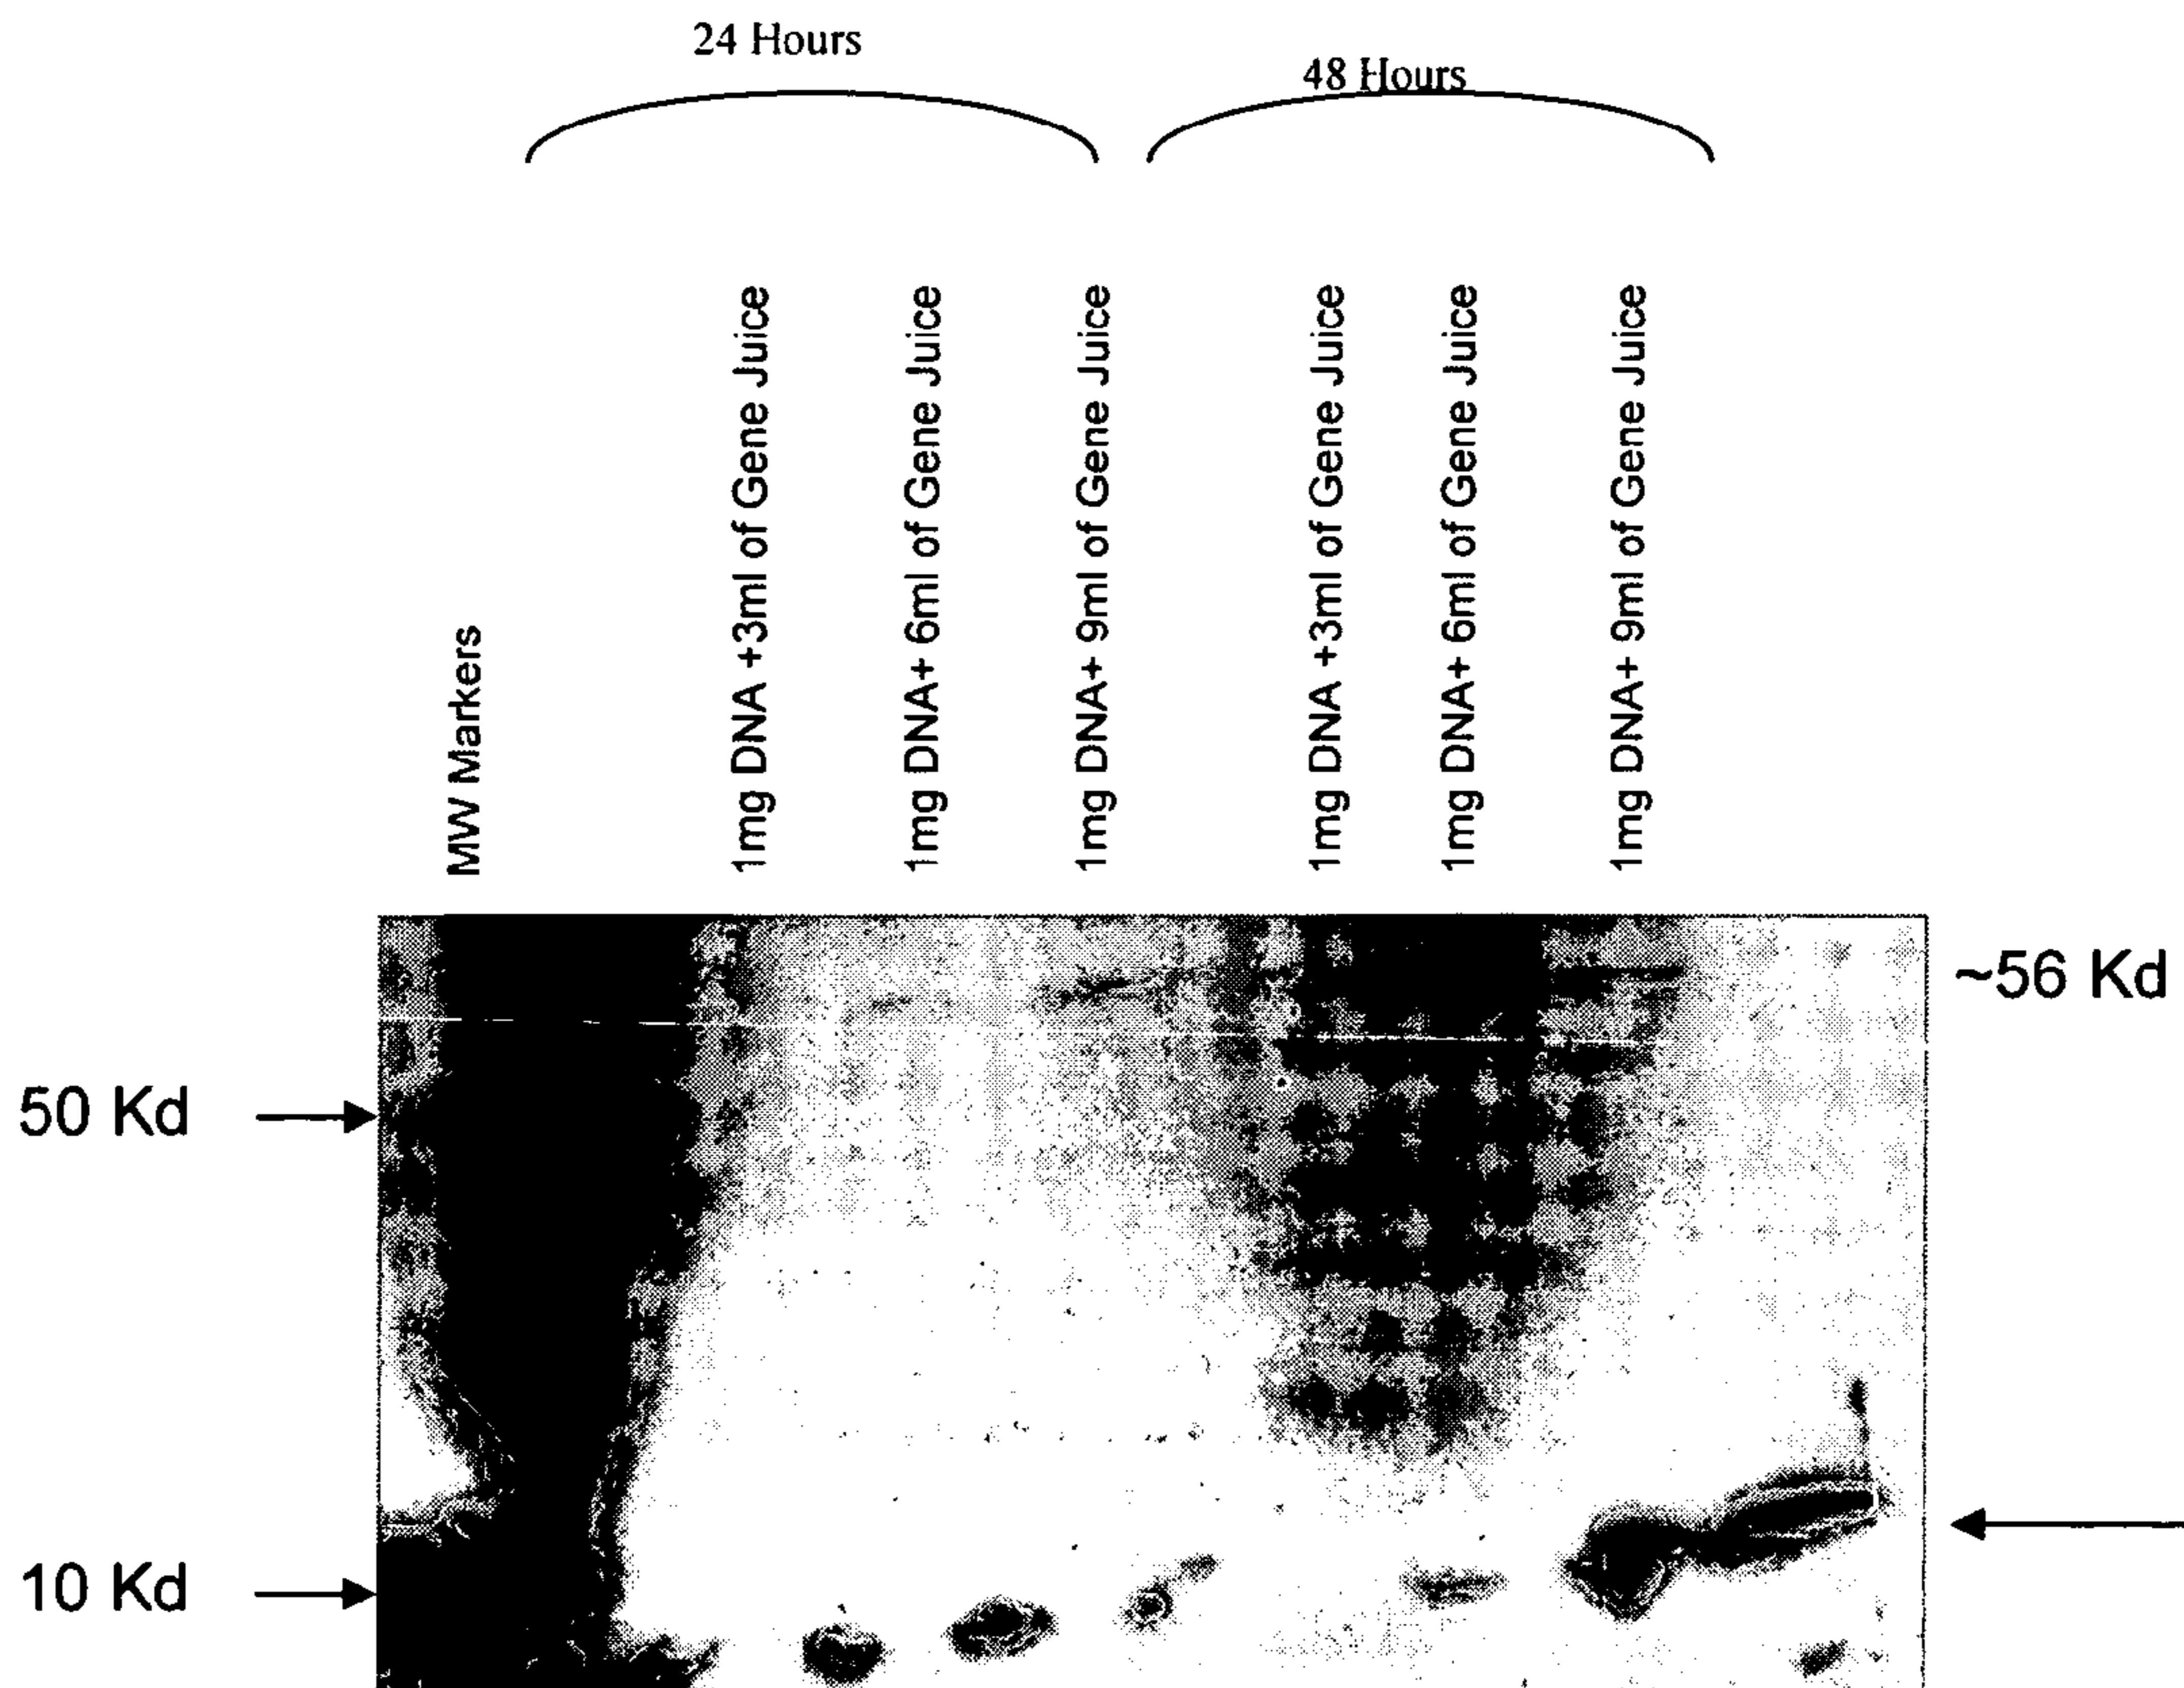 24 Hours
48 Hours
MW Markers
1mg DNA +3ml of Gene Juice
1mg DNA+ 6ml of Gene Juice
1mg DNA+ 9ml of Gene Juice
1mg DNA +3ml of Gene Juice
1mg DNA+ 6ml of Gene Juice
1mg DNA+ 9ml of Gene Juice
~56 Kd
50 Kd
10 Kd